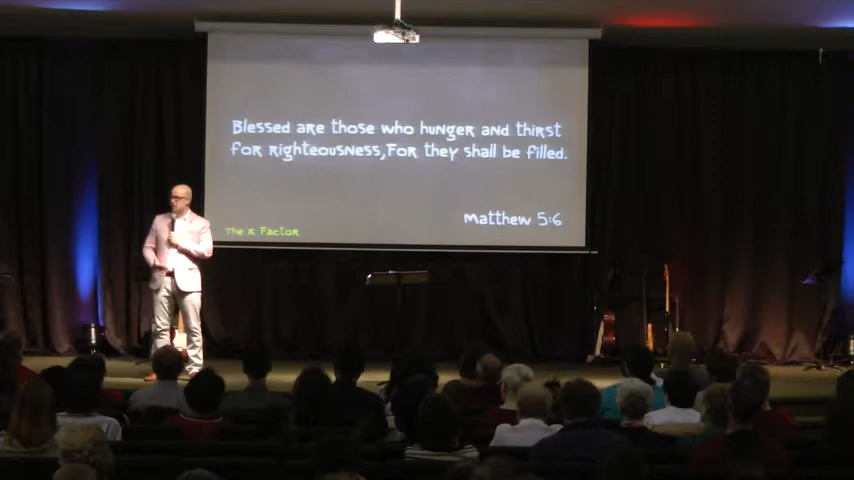 Blessed are those who hunger and thirst
for righteousness,For they shall be filled.
Matthew 5:6
The π Factor